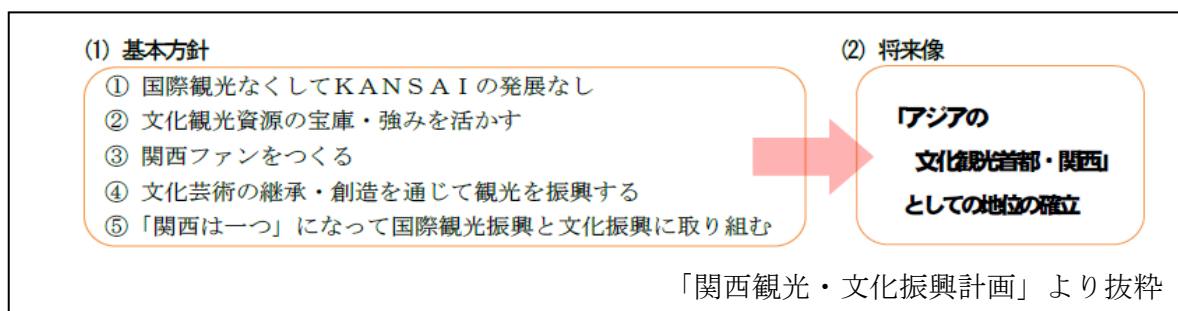 (1) 基本方針
① 国際観光なくしてＫＡＮＳＡＩの発展なし
② 文化観光資源の宝庫・強みを活かす
③ 関西ファンをつくる
④ 文化芸術の継承・創造を通じて観光を振興する
⑤「関西は一つ」になって国際観光振興と文化振興に取り組む
(2) 将来像
「アジアの
文化観光首都・関西」
としての地位の確立
「関西観光・文化振興計画」より抜粋